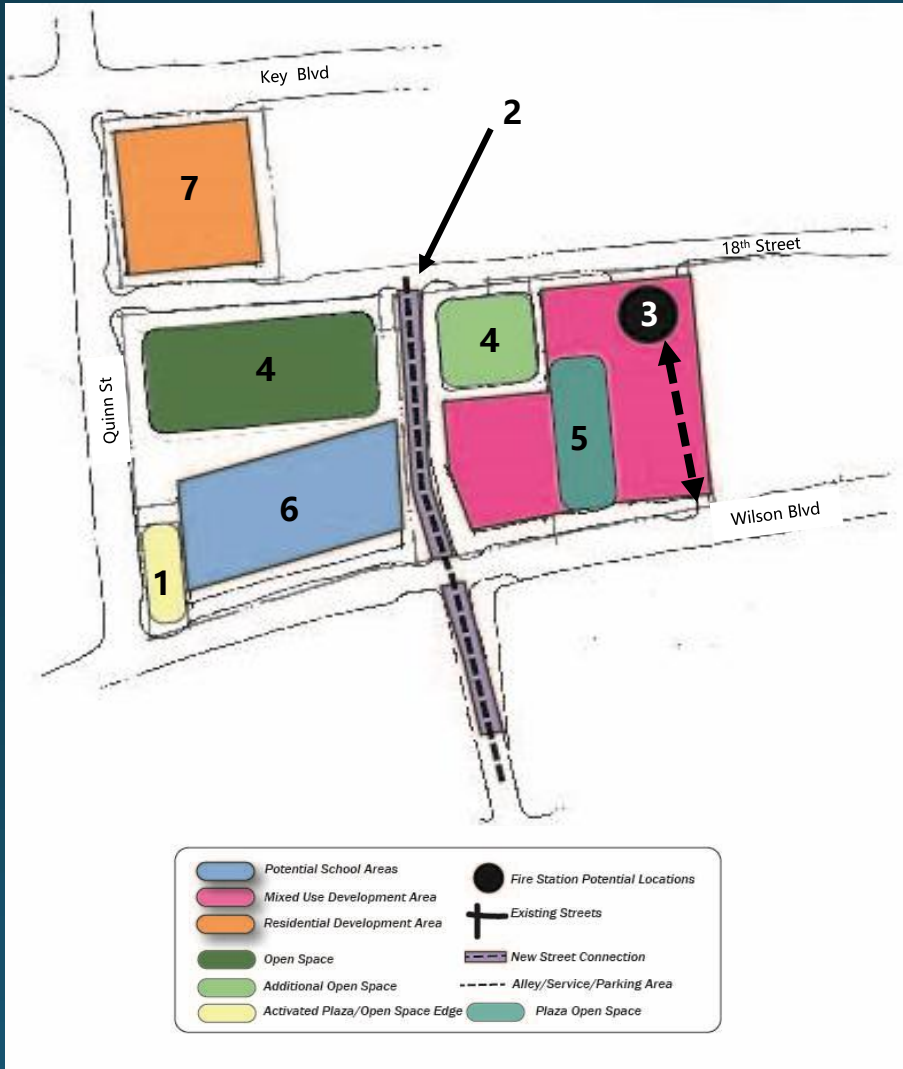 Key Blvd
2
7
18th Street
3
4
4
Quinn St
5
6
Wilson Blvd
1
Potential School Areas
Mixed Use Development Area
Residential Development Area
Open Space
Additional Open Space
Activated Plaza/Open Space Edge
Fire Station Potential Locations
Existing Streets
New Street Connection
Alley/Service/Parking Area
Plaza Open Space